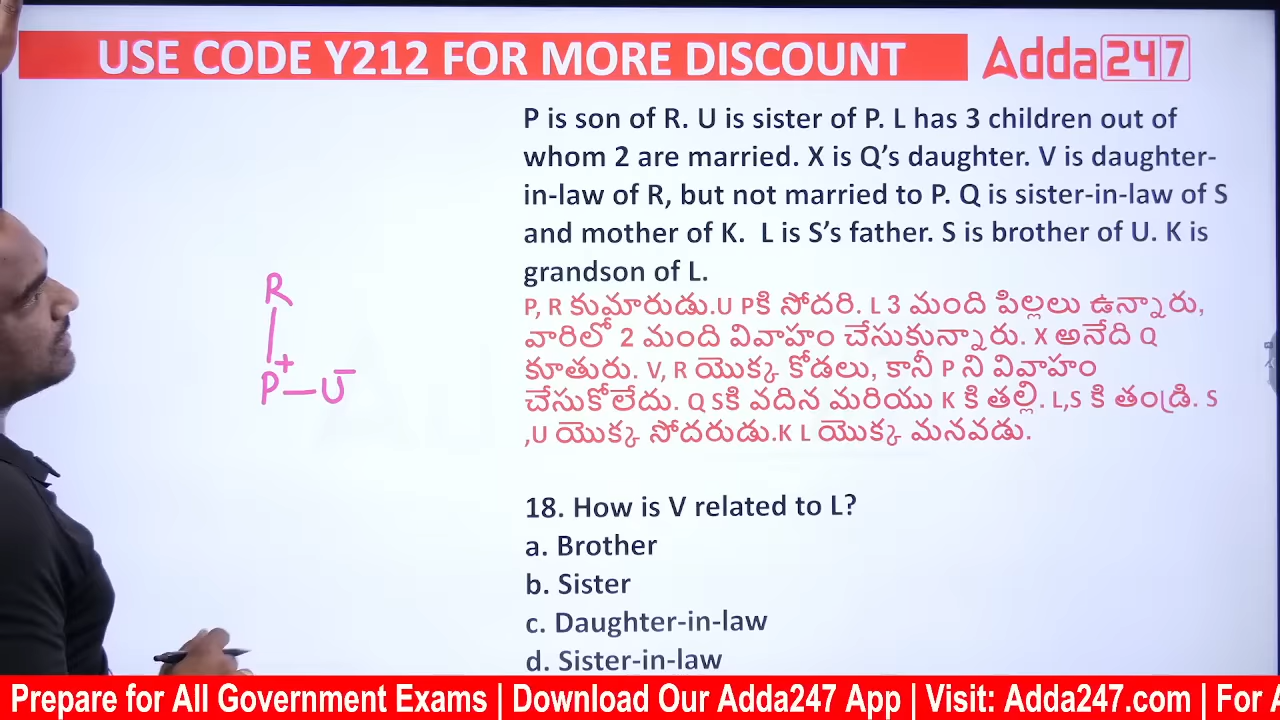 USE CODE Y212 FOR MORE DISCOUNT
Adda247
P is son of R. U is sister of P. L has 3 children out of
whom 2 are married. X is Q's daughter. V is daughter-
in-law of R, but not married to P. Q is sister-in-law of S
and mother of K. L is S's father. S is brother of U. K is
grandson of L.
P, R కుమారుడు.U Pకి సోదరి. L 3 మంది పిల్లలు ఉన్నారు,
వారిలో 2 మంది వివాహం చేసుకున్నారు. X అనేది Q
కూతురు. V, R యొక్క కోడలు, కానీ P ని వివాహం
చేసుకోలేదు. Q Sకి వదిన మరియు K కి తల్లి. L,S కి తండ్రి. S
,U యొక్క సోదరుడు.K L యొక్క మనవడు.
R
P + U −
18. How is V related to L?
a. Brother
b. Sister
c. Daughter-in-law
d. Sister-in-law
Prepare for All Government Exams | Download Our Adda247 App | Visit: Adda247.com | For A